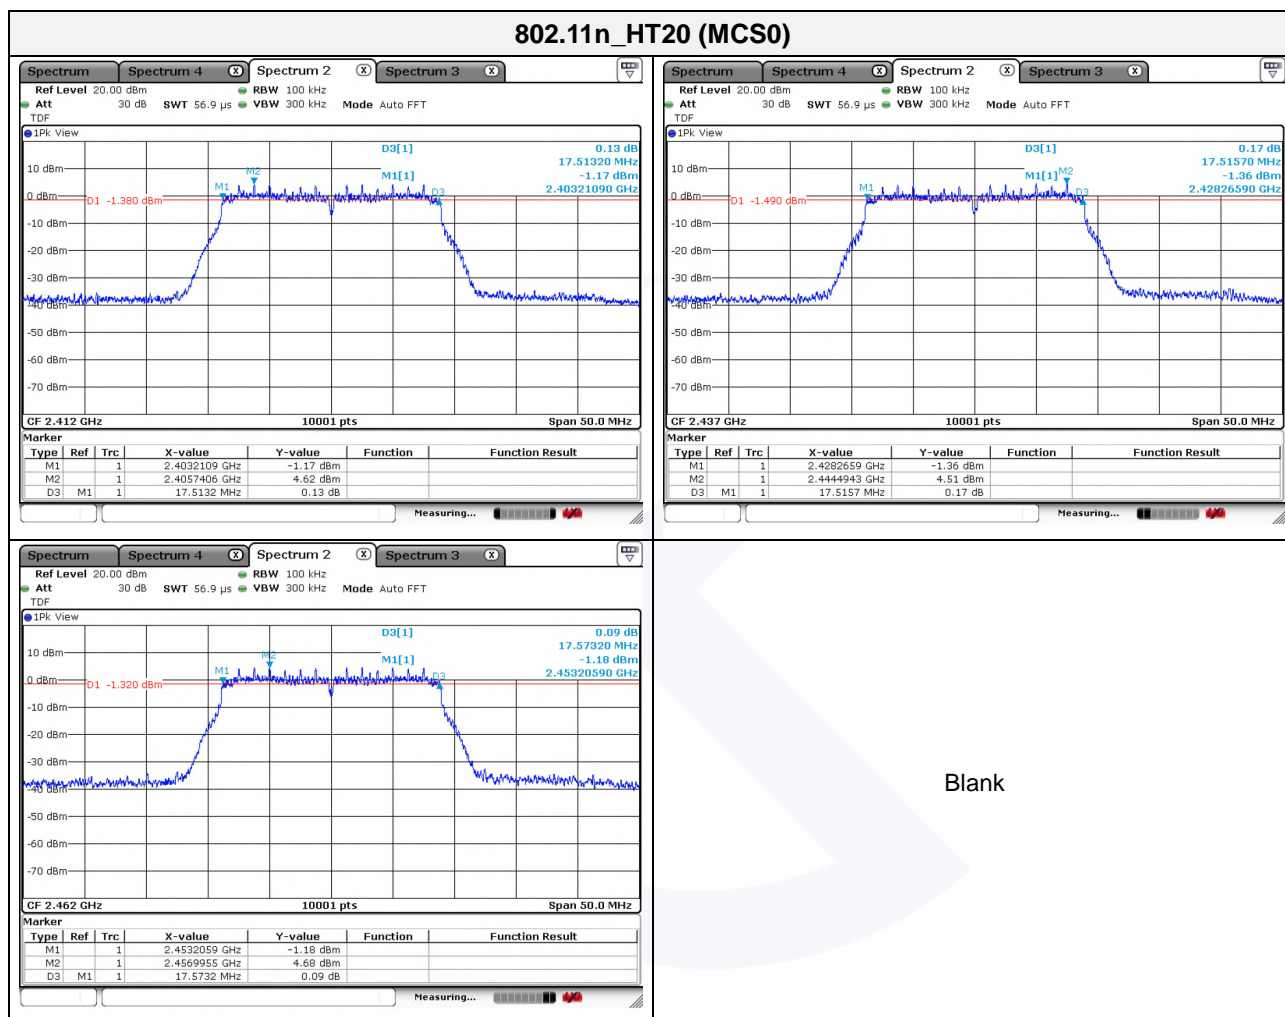 802.11n_HT20 (MCS0)
Spectrum Spectrum 4 X Spectrum 2 X Spectrum 3 X
Ref Level 20.00 dBm RBW 100 kHz
Att 30 dB SWT 56.9 µs VBW 300 kHz Mode Auto FFT
TDF
1Pk View
D3[1] 0.13 dB
17.51320 MHz
10 dBm M2 M1[1] -1.17 dBm
M1 D3 2.40321090 GHz
0 dBm D1 -1.380 dBm
-10 dBm
-20 dBm
-30 dBm
-40 dBm
-50 dBm
-60 dBm
-70 dBm
CF 2.412 GHz 10001 pts Span 50.0 MHz
Marker
Type Ref Trc X-value Y-value Function Function Result
M1 1 2.4032109 GHz -1.17 dBm
M2 1 2.4057406 GHz 4.62 dBm
D3 M1 1 17.5132 MHz 0.13 dB
Measuring...
Spectrum Spectrum 4 X Spectrum 2 X Spectrum 3 X
Ref Level 20.00 dBm RBW 100 kHz
Att 30 dB SWT 56.9 µs VBW 300 kHz Mode Auto FFT
TDF
1Pk View
D3[1] 0.17 dB
17.51570 MHz
10 dBm M1[1] M2 -1.36 dBm
M1 D3 2.42826590 GHz
0 dBm D1 -1.490 dBm
-10 dBm
-20 dBm
-30 dBm
-40 dBm
-50 dBm
-60 dBm
-70 dBm
CF 2.437 GHz 10001 pts Span 50.0 MHz
Marker
Type Ref Trc X-value Y-value Function Function Result
M1 1 2.4282659 GHz -1.36 dBm
M2 1 2.4444943 GHz 4.51 dBm
D3 M1 1 17.5157 MHz 0.17 dB
Measuring...
Spectrum Spectrum 4 X Spectrum 2 X Spectrum 3 X
Ref Level 20.00 dBm RBW 100 kHz
Att 30 dB SWT 56.9 µs VBW 300 kHz Mode Auto FFT
TDF
1Pk View
D3[1] 0.09 dB
17.57320 MHz
10 dBm M2 M1[1] -1.18 dBm
M1 D3 2.45320590 GHz
0 dBm D1 -1.320 dBm
-10 dBm
-20 dBm
-30 dBm
-40 dBm
-50 dBm
-60 dBm
-70 dBm
CF 2.462 GHz 10001 pts Span 50.0 MHz
Marker
Type Ref Trc X-value Y-value Function Function Result
M1 1 2.4532059 GHz -1.18 dBm
M2 1 2.4569955 GHz 4.68 dBm
D3 M1 1 17.5732 MHz 0.09 dB
Measuring...
Blank